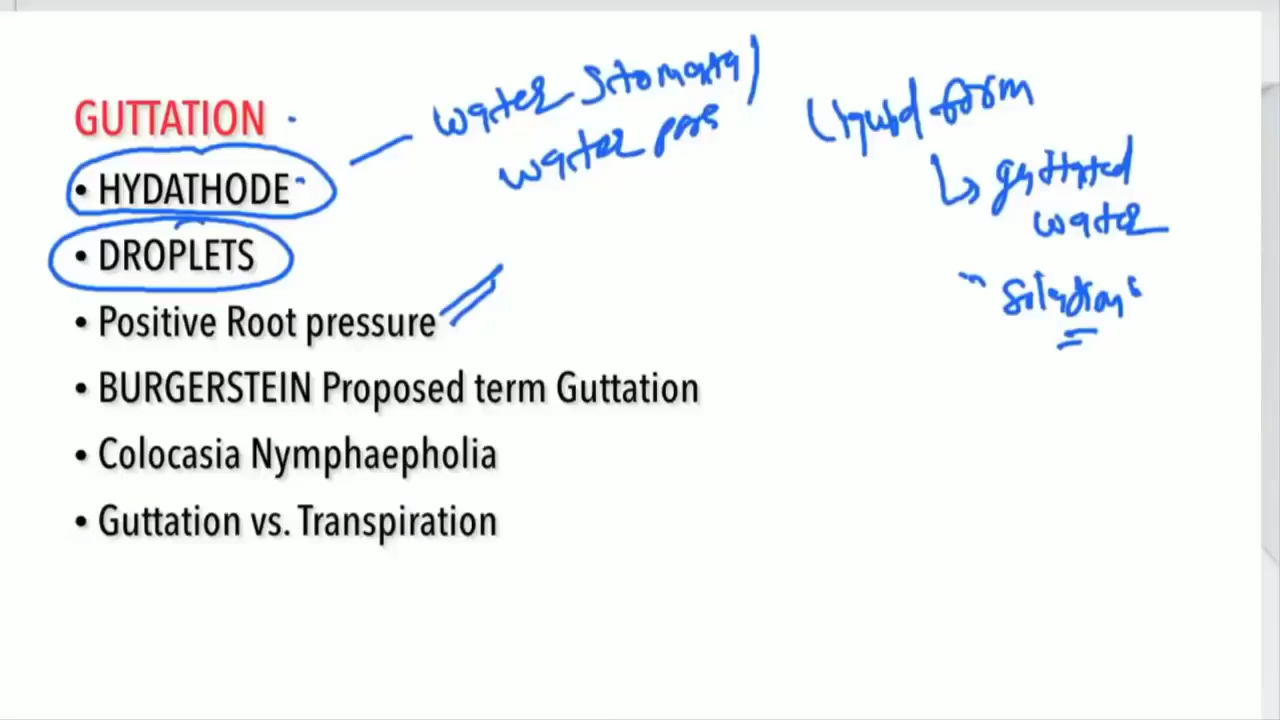 GUTTATION
• HYDATHODE
• DROPLETS
• Positive Root pressure
• BURGERSTEIN Proposed term Guttation
• Colocasia Nymphaepholia
• Guttation vs. Transpiration
water stomata /
water pore
Liquid form
guttated
water
"Solution"